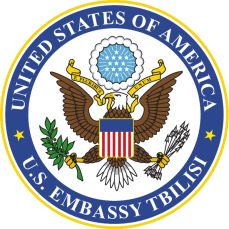 UNITED STATES OF AMERICA
U.S. EMBASSY TBILISI